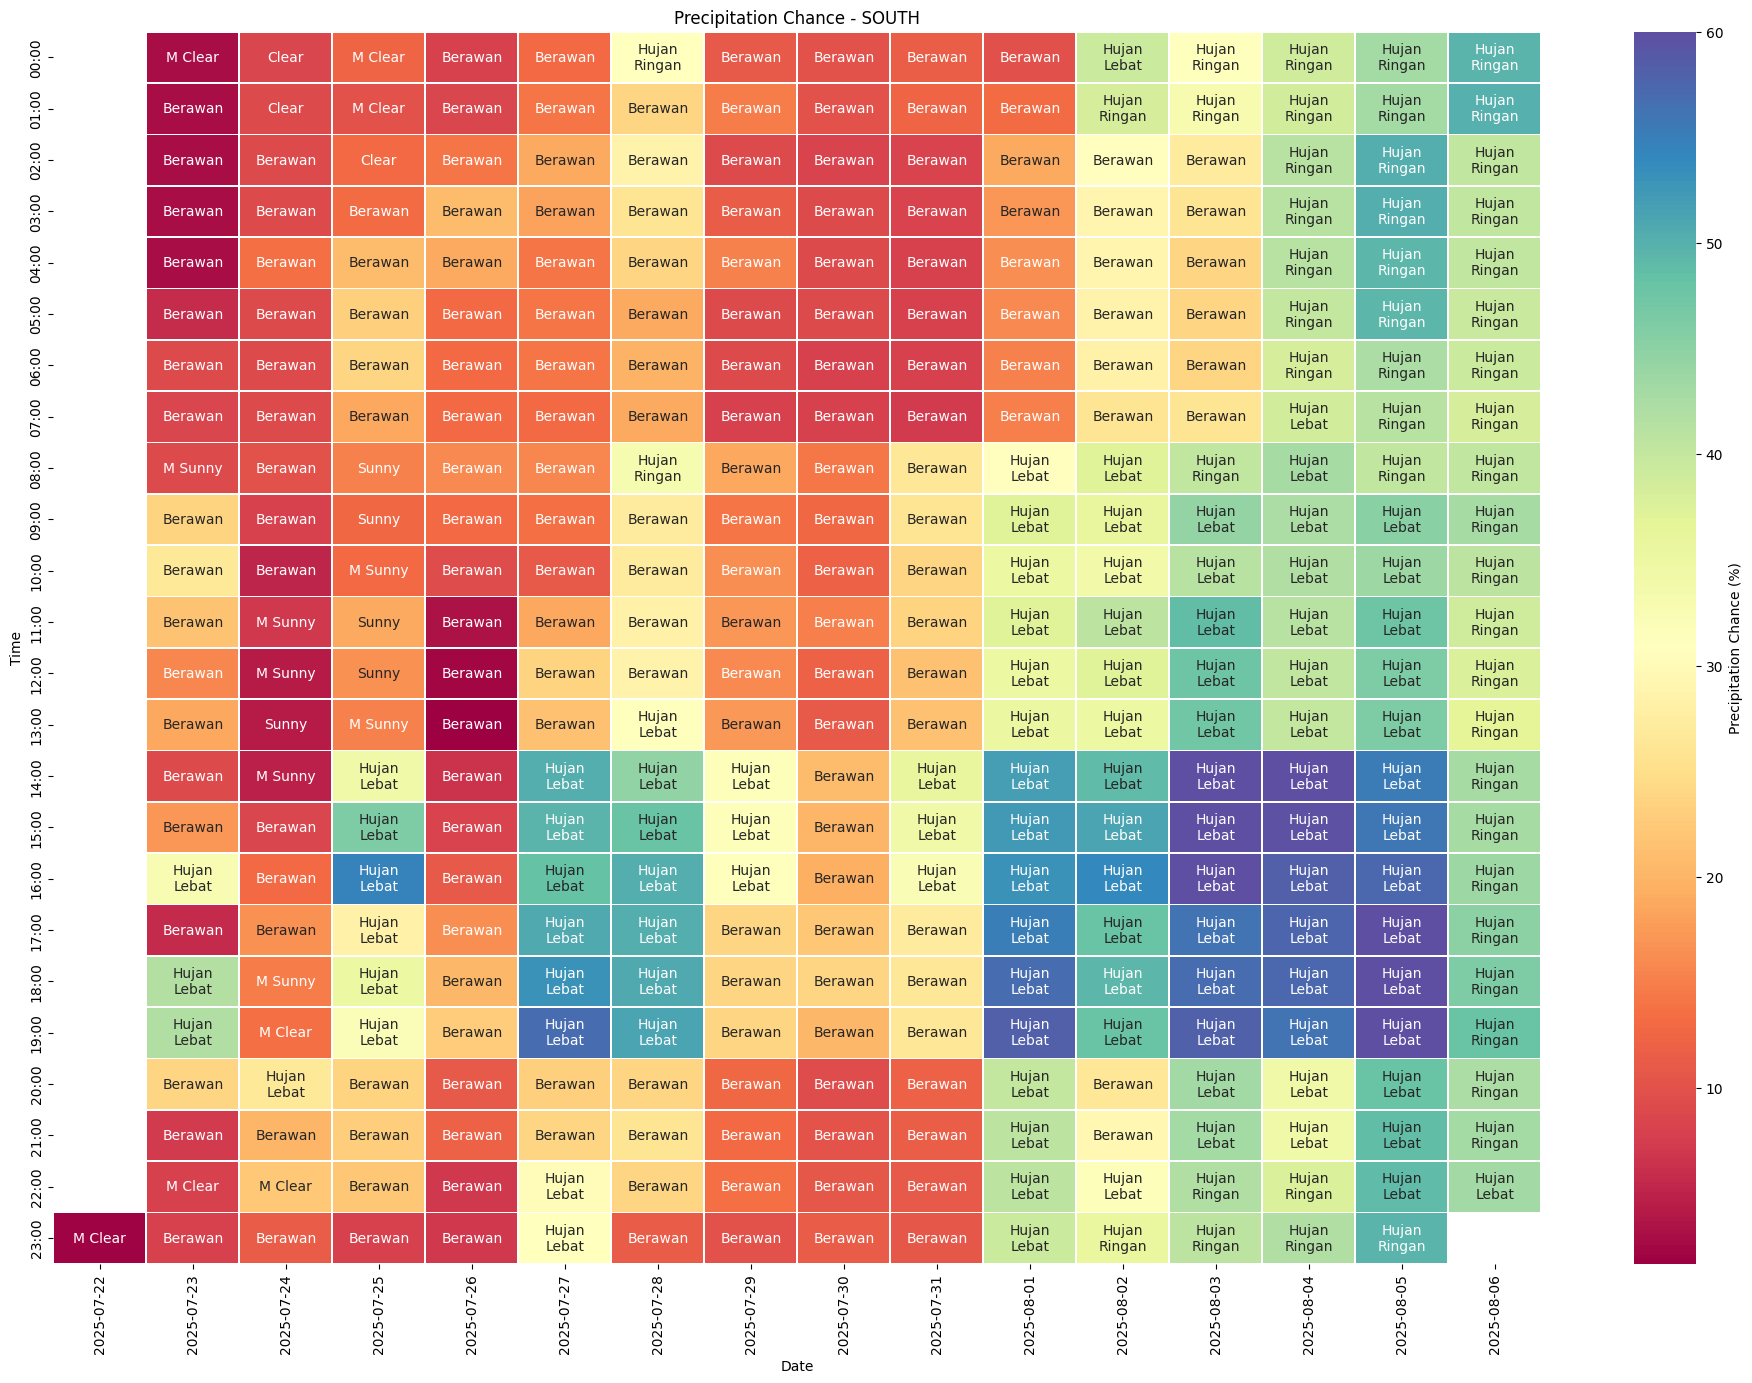 Precipitation Chance - SOUTH
00:00 M Clear Clear M Clear Berawan Berawan Hujan Ringan Berawan Berawan Berawan Berawan Hujan Lebat Hujan Ringan Hujan Ringan Hujan Ringan Hujan Ringan
01:00 Berawan Clear M Clear Berawan Berawan Berawan Berawan Berawan Berawan Berawan Hujan Ringan Hujan Ringan Hujan Ringan Hujan Ringan Hujan Ringan
02:00 Berawan Berawan Clear Berawan Berawan Berawan Berawan Berawan Berawan Berawan Berawan Berawan Hujan Ringan Hujan Ringan Hujan Ringan
03:00 Berawan Berawan Berawan Berawan Berawan Berawan Berawan Berawan Berawan Berawan Berawan Berawan Hujan Ringan Hujan Ringan Hujan Ringan
04:00 Berawan Berawan Berawan Berawan Berawan Berawan Berawan Berawan Berawan Berawan Berawan Berawan Hujan Ringan Hujan Ringan Hujan Ringan
05:00 Berawan Berawan Berawan Berawan Berawan Berawan Berawan Berawan Berawan Berawan Berawan Berawan Hujan Ringan Hujan Ringan Hujan Ringan
06:00 Berawan Berawan Berawan Berawan Berawan Berawan Berawan Berawan Berawan Berawan Berawan Berawan Hujan Ringan Hujan Ringan Hujan Ringan
07:00 Berawan Berawan Berawan Berawan Berawan Berawan Berawan Berawan Berawan Berawan Berawan Berawan Hujan Lebat Hujan Ringan Hujan Ringan
08:00 M Sunny Berawan Sunny Berawan Berawan Hujan Ringan Berawan Berawan Berawan Hujan Lebat Hujan Lebat Hujan Ringan Hujan Lebat Hujan Ringan Hujan Ringan
09:00 Berawan Berawan Sunny Berawan Berawan Berawan Berawan Berawan Berawan Hujan Lebat Hujan Lebat Hujan Lebat Hujan Lebat Hujan Lebat Hujan Ringan
10:00 Berawan Berawan M Sunny Berawan Berawan Berawan Berawan Berawan Berawan Hujan Lebat Hujan Lebat Hujan Lebat Hujan Lebat Hujan Lebat Hujan Ringan
11:00 Berawan M Sunny Sunny Berawan Berawan Berawan Berawan Berawan Berawan Hujan Lebat Hujan Lebat Hujan Lebat Hujan Lebat Hujan Lebat Hujan Ringan
12:00 Berawan M Sunny Sunny Berawan Berawan Berawan Berawan Berawan Berawan Hujan Lebat Hujan Lebat Hujan Lebat Hujan Lebat Hujan Lebat Hujan Ringan
13:00 Berawan Sunny M Sunny Berawan Berawan Hujan Lebat Berawan Berawan Berawan Hujan Lebat Hujan Lebat Hujan Lebat Hujan Lebat Hujan Lebat Hujan Ringan
14:00 Berawan M Sunny Hujan Lebat Berawan Hujan Lebat Hujan Lebat Hujan Lebat Berawan Hujan Lebat Hujan Lebat Hujan Lebat Hujan Lebat Hujan Lebat Hujan Lebat Hujan Ringan
15:00 Berawan Berawan Hujan Lebat Berawan Hujan Lebat Hujan Lebat Hujan Lebat Berawan Hujan Lebat Hujan Lebat Hujan Lebat Hujan Lebat Hujan Lebat Hujan Lebat Hujan Ringan
16:00 Hujan Lebat Berawan Hujan Lebat Berawan Hujan Lebat Hujan Lebat Hujan Lebat Berawan Hujan Lebat Hujan Lebat Hujan Lebat Hujan Lebat Hujan Lebat Hujan Lebat Hujan Ringan
17:00 Berawan Berawan Hujan Lebat Berawan Hujan Lebat Hujan Lebat Berawan Berawan Berawan Hujan Lebat Hujan Lebat Hujan Lebat Hujan Lebat Hujan Lebat Hujan Ringan
18:00 Hujan Lebat M Sunny Hujan Lebat Berawan Hujan Lebat Hujan Lebat Berawan Berawan Berawan Hujan Lebat Hujan Lebat Hujan Lebat Hujan Lebat Hujan Lebat Hujan Ringan
19:00 Hujan Lebat M Clear Hujan Lebat Berawan Hujan Lebat Hujan Lebat Berawan Berawan Berawan Hujan Lebat Hujan Lebat Hujan Lebat Hujan Lebat Hujan Lebat Hujan Ringan
20:00 Berawan Hujan Lebat Berawan Berawan Berawan Berawan Berawan Berawan Berawan Hujan Lebat Berawan Hujan Lebat Hujan Lebat Hujan Lebat Hujan Ringan
21:00 Berawan Berawan Berawan Berawan Berawan Berawan Berawan Berawan Berawan Hujan Lebat Berawan Hujan Lebat Hujan Lebat Hujan Lebat Hujan Ringan
22:00 M Clear M Clear Berawan Berawan Hujan Lebat Berawan Berawan Berawan Berawan Hujan Lebat Hujan Lebat Hujan Ringan Hujan Ringan Hujan Lebat Hujan Lebat
23:00 M Clear Berawan Berawan Berawan Berawan Hujan Lebat Berawan Berawan Berawan Berawan Hujan Lebat Hujan Ringan Hujan Ringan Hujan Ringan Hujan Ringan
Time
2025-07-22 2025-07-23 2025-07-24 2025-07-25 2025-07-26 2025-07-27 2025-07-28 2025-07-29 2025-07-30 2025-07-31 2025-08-01 2025-08-02 2025-08-03 2025-08-04 2025-08-05 2025-08-06
Date
60
50
40
30
20
10
Precipitation Chance (%)